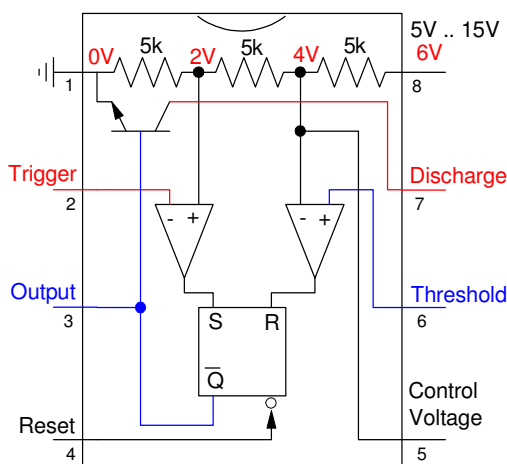 5V .. 15V
0V 5k 2V 5k 4V 5k 6V
1 8
Trigger Discharge
2 7
- + - +
Output S R Threshold
3 6
Q̅
Control
Reset Voltage
4 5